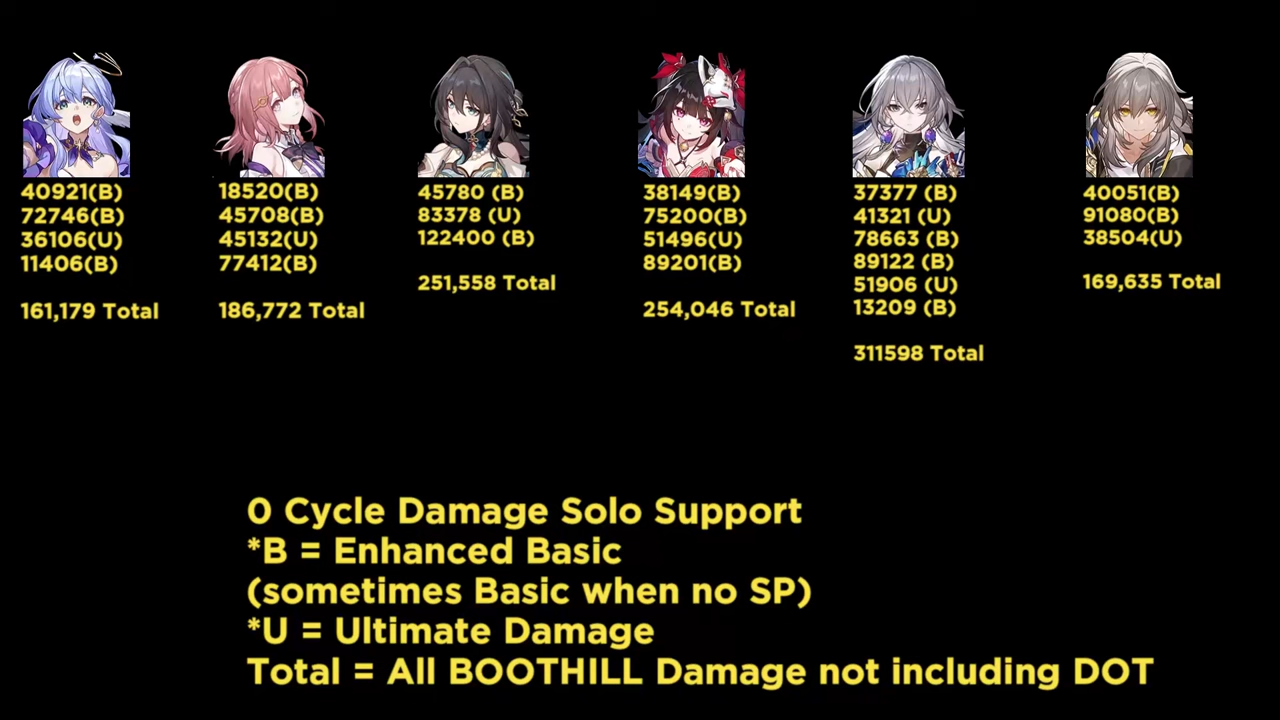 40921(B)
72746(B)
36106(U)
11406(B)
161,179 Total
18520(B)
45708(B)
45132(U)
77412(B)
186,772 Total
45780 (B)
83378 (U)
122400 (B)
251,558 Total
38149(B)
75200(B)
51496(U)
89201(B)
254,046 Total
37377 (B)
41321 (U)
78663 (B)
89122 (B)
51906 (U)
13209 (B)
311598 Total
40051(B)
91080(B)
38504(U)
169,635 Total
0 Cycle Damage Solo Support
*B = Enhanced Basic
(sometimes Basic when no SP)
*U = Ultimate Damage
Total = All BOOTHILL Damage not including DOT